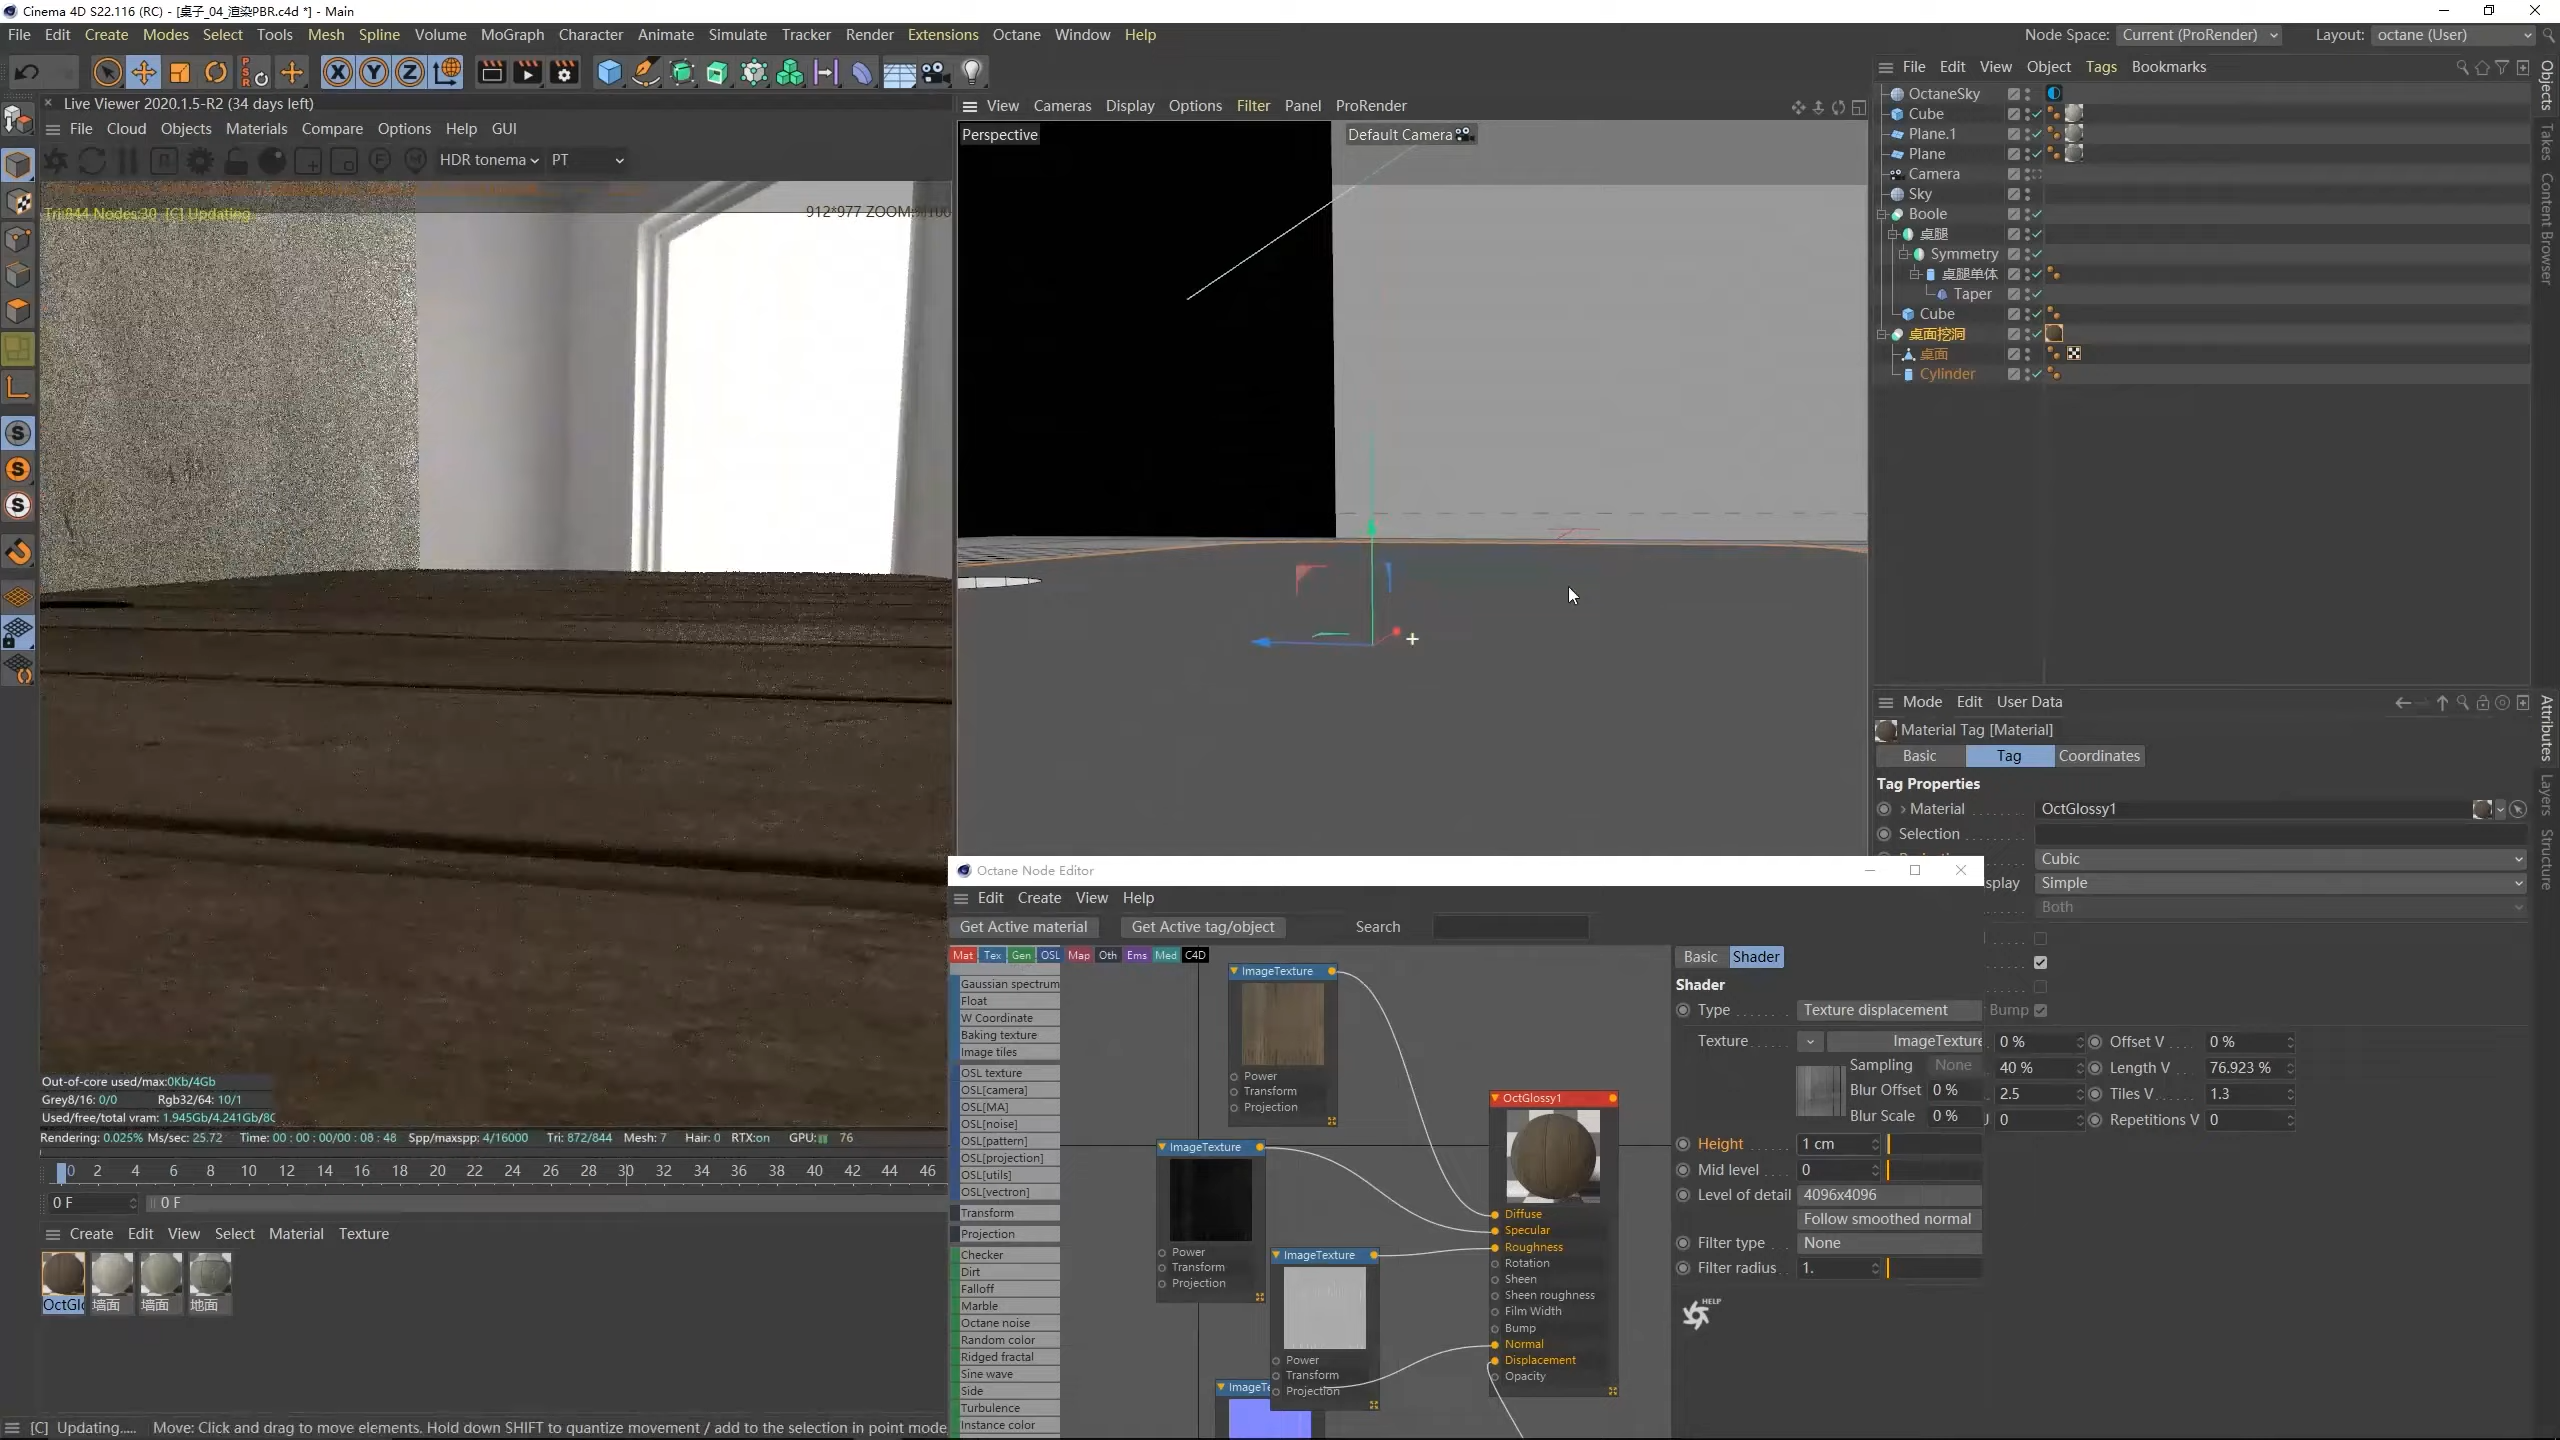 Cinema 4D S22.116 (RC) - [桌子_04_渲染PBR.c4d *] - Main
File Edit Create Modes Select Tools Mesh Spline Volume MoGraph Character Animate Simulate Tracker Render Extensions Octane Window Help
Node Space: Current (ProRender) Layout: octane (User)
Live Viewer 2020.1.5-R2 (34 days left)
File Cloud Objects Materials Compare Options Help GUI
HDR tonema PT
Tri:844 Nodes:30 [C] Updating...
912*977 ZOOM:%100
View Cameras Display Options Filter Panel ProRender
Perspective
Default Camera
File Edit View Object Tags Bookmarks
OctaneSky
Cube
Plane.1
Plane
Camera
Sky
Boole
桌腿
Symmetry
桌腿单体
Taper
Cube
桌面挖洞
桌面
Cylinder
Objects
Takes
Content Browser
Mode Edit User Data
Material Tag [Material]
Basic Tag Coordinates
Tag Properties
Material OctGlossy1
Selection
Cubic
splay Simple
Both
Bump
0 % Offset V 0 %
40 % Length V 76.923 %
2.5 Tiles V 1.3
0 Repetitions V 0
Attributes
Layers
Structure
Octane Node Editor
Edit Create View Help
Get Active material Get Active tag/object Search
Mat Tex Gen OSL Map Oth Ems Med C4D
Gaussian spectrum
Float
W Coordinate
Baking texture
Image tiles
OSL texture
OSL[camera]
OSL[MA]
OSL[noise]
OSL[pattern]
OSL[projection]
OSL[utils]
OSL[vectron]
Transform
Projection
Checker
Dirt
Falloff
Marble
Octane noise
Random color
Ridged fractal
Sine wave
Side
Turbulence
Instance color
ImageTexture
Power
Transform
Projection
ImageTexture
Power
Transform
Projection
ImageTexture
Power
Transform
Projection
ImageTe
OctGlossy1
Diffuse
Specular
Roughness
Rotation
Sheen
Sheen roughness
Film Width
Bump
Normal
Displacement
Opacity
Basic Shader
Shader
Type Texture displacement
Texture ImageTexture
Sampling None
Blur Offset 0 %
Blur Scale 0 %
Height 1 cm
Mid level 0
Level of detail 4096x4096
Follow smoothed normal
Filter type None
Filter radius 1.
HELP
Out-of-core used/max:0Kb/4Gb
Grey8/16: 0/0 Rgb32/64: 10/1
Used/free/total vram: 1.945Gb/4.241Gb/8G
Rendering: 0.025% Ms/sec: 25.72 Time: 00 : 00 : 00/00 : 08 : 48 Spp/maxspp: 4/16000 Tri: 872/844 Mesh: 7 Hair: 0 RTX:on GPU: 76
0 2 4 6 8 10 12 14 16 18 20 22 24 26 28 30 32 34 36 38 40 42 44 46
0 F 0 F
Create Edit View Select Material Texture
OctGlo 墙面 墙面 地面
[C] Updating..... Move: Click and drag to move elements. Hold down SHIFT to quantize movement / add to the selection in point mode